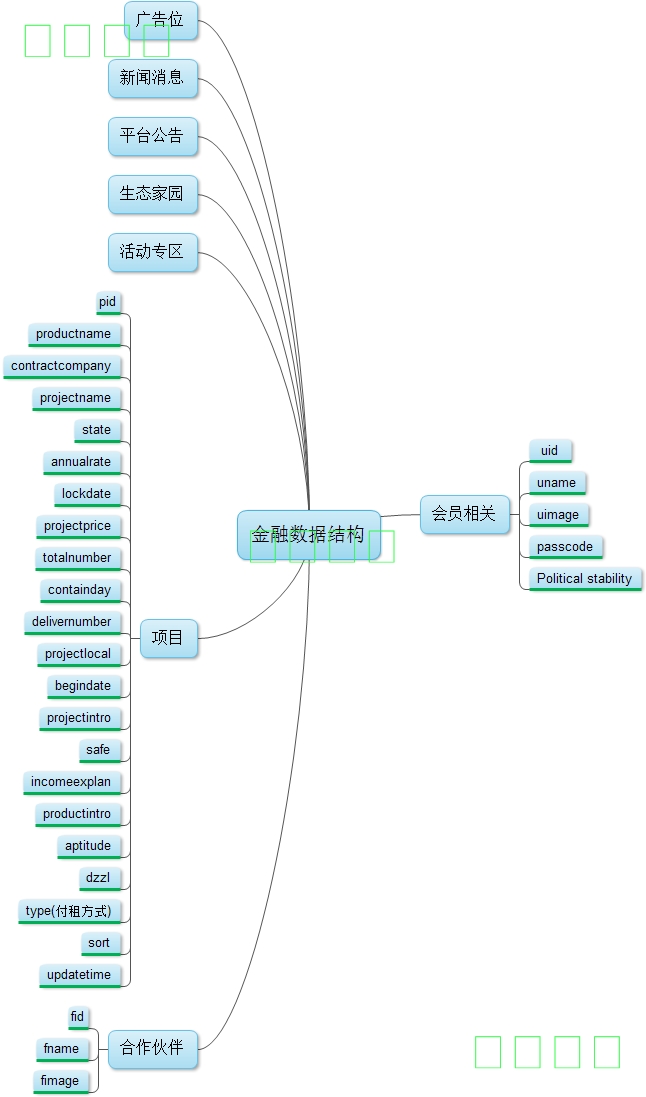 广告位
新闻消息
平台公告
生态家园
活动专区
pid
productname
contractcompany
projectname
state
annualrate
lockdate
projectprice
totalnumber
containday
delivernumber
projectlocal
begindate
projectintro
safe
incomeexplan
productintro
aptitude
dzzl
type(付租方式)
sort
updatetime
项目
fid
fname
fimage
合作伙伴
金融数据结构
会员相关
uid
uname
uimage
passcode
Political stability